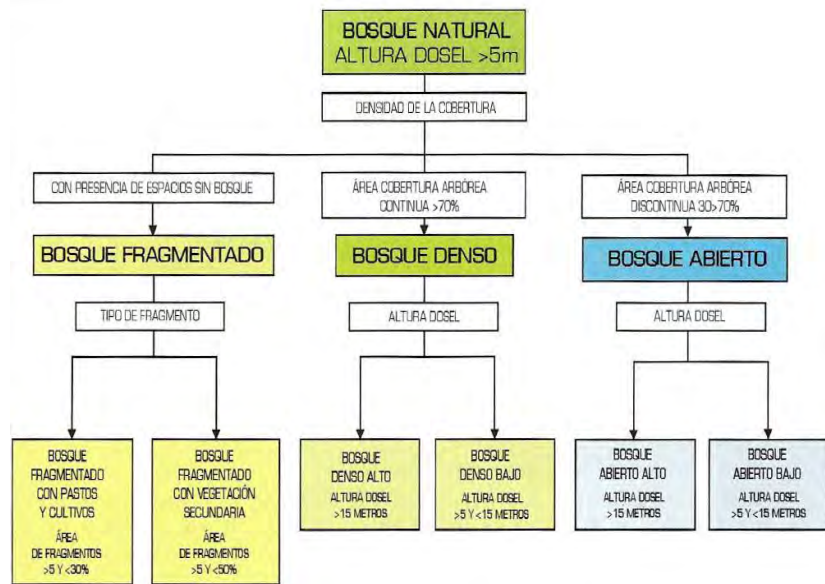 BOSQUE NATURAL
ALTURA DOSEL >5m
DENSIDAD DE LA COBERTURA
CON PRESENCIA DE ESPACIOS SIN BOSQUE
ÁREA COBERTURA ARBÓREA
CONTINUA >70%
ÁREA COBERTURA ARBÓREA
DISCONTINUA 30>70%
BOSQUE FRAGMENTADO
BOSQUE DENSO
BOSQUE ABIERTO
TIPO DE FRAGMENTO
ALTURA DOSEL
ALTURA DOSEL
BOSQUE
FRAGMENTADO
CON PASTOS
Y CULTIVOS
ÁREA
DE FRAGMENTOS
>5 Y <30%
BOSQUE
FRAGMENTADO
CON VEGETACIÓN
SECUNDARIA
ÁREA
DE FRAGMENTOS
>5 Y <50%
BOSQUE
DENSO ALTO
ALTURA DOSEL
>15 METROS
BOSQUE
DENSO BAJO
ALTURA DOSEL
>5 Y <15 METROS
BOSQUE
ABIERTO ALTO
ALTURA DOSEL
>15 METROS
BOSQUE
ABIERTO BAJO
ALTURA DOSEL
>5 Y <15 METROS